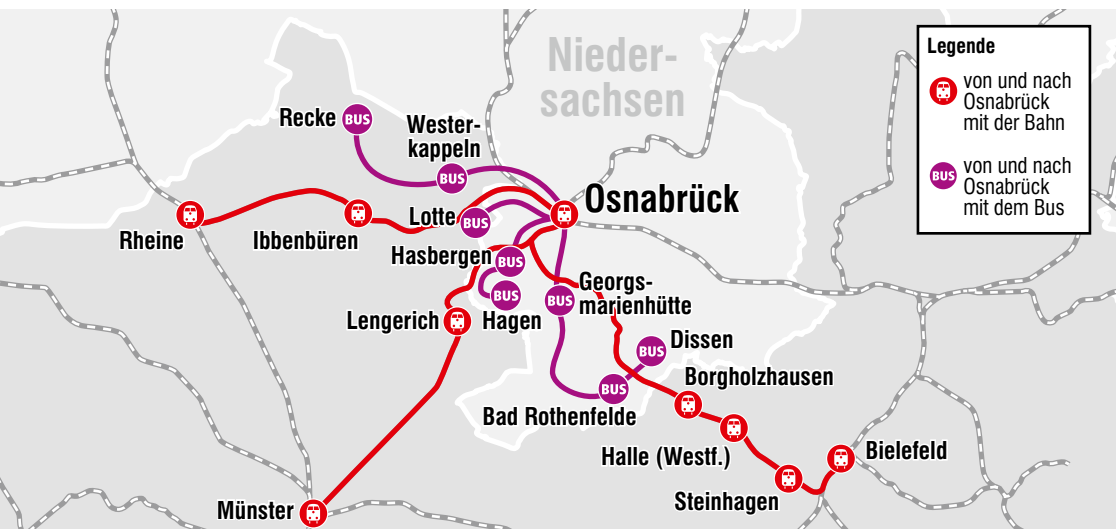 Nieder-
sachsen
Legende
von und nach
Osnabrück
mit der Bahn
BUS
von und nach
Osnabrück
mit dem Bus
Recke
BUS
Wester-
kappeln
BUS
Osnabrück
Rheine
Ibbenbüren
Lotte
BUS
Hasbergen
BUS
Hagen
BUS
Georgs-
marienhütte
BUS
Lengerich
Dissen
BUS
Borgholzhausen
Bad Rothenfelde
BUS
Halle (Westf.)
Bielefeld
Steinhagen
Münster